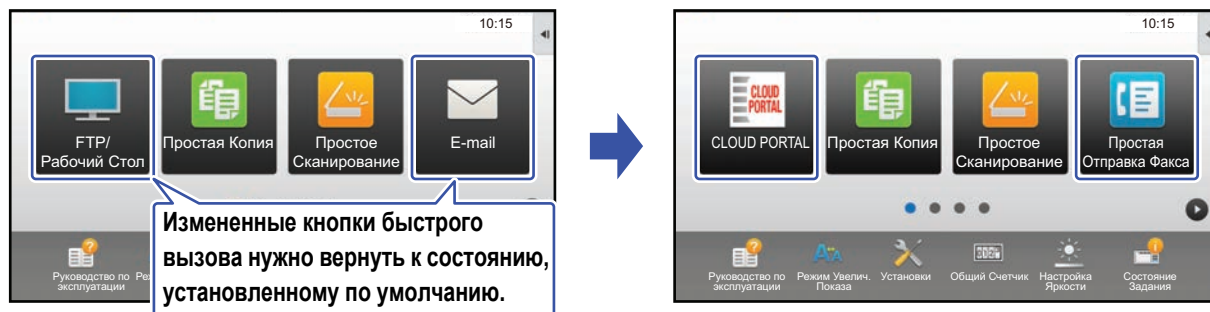 10:15
FTP/
Рабочий Стол
Простая Копия
Простое
Сканирование
E-mail
Измененные кнопки быстрого
вызова нужно вернуть к состоянию,
установленному по умолчанию.
Руководство по
эксплуатации
10:15
CLOUD
PORTAL
CLOUD PORTAL
Простая Копия
Простое
Сканирование
Простая
Отправка Факса
Руководство по
эксплуатации
Режим Увелич.
Показа
Установки
Общий Счетчик
Настройка
Яркости
Состояние
Задания